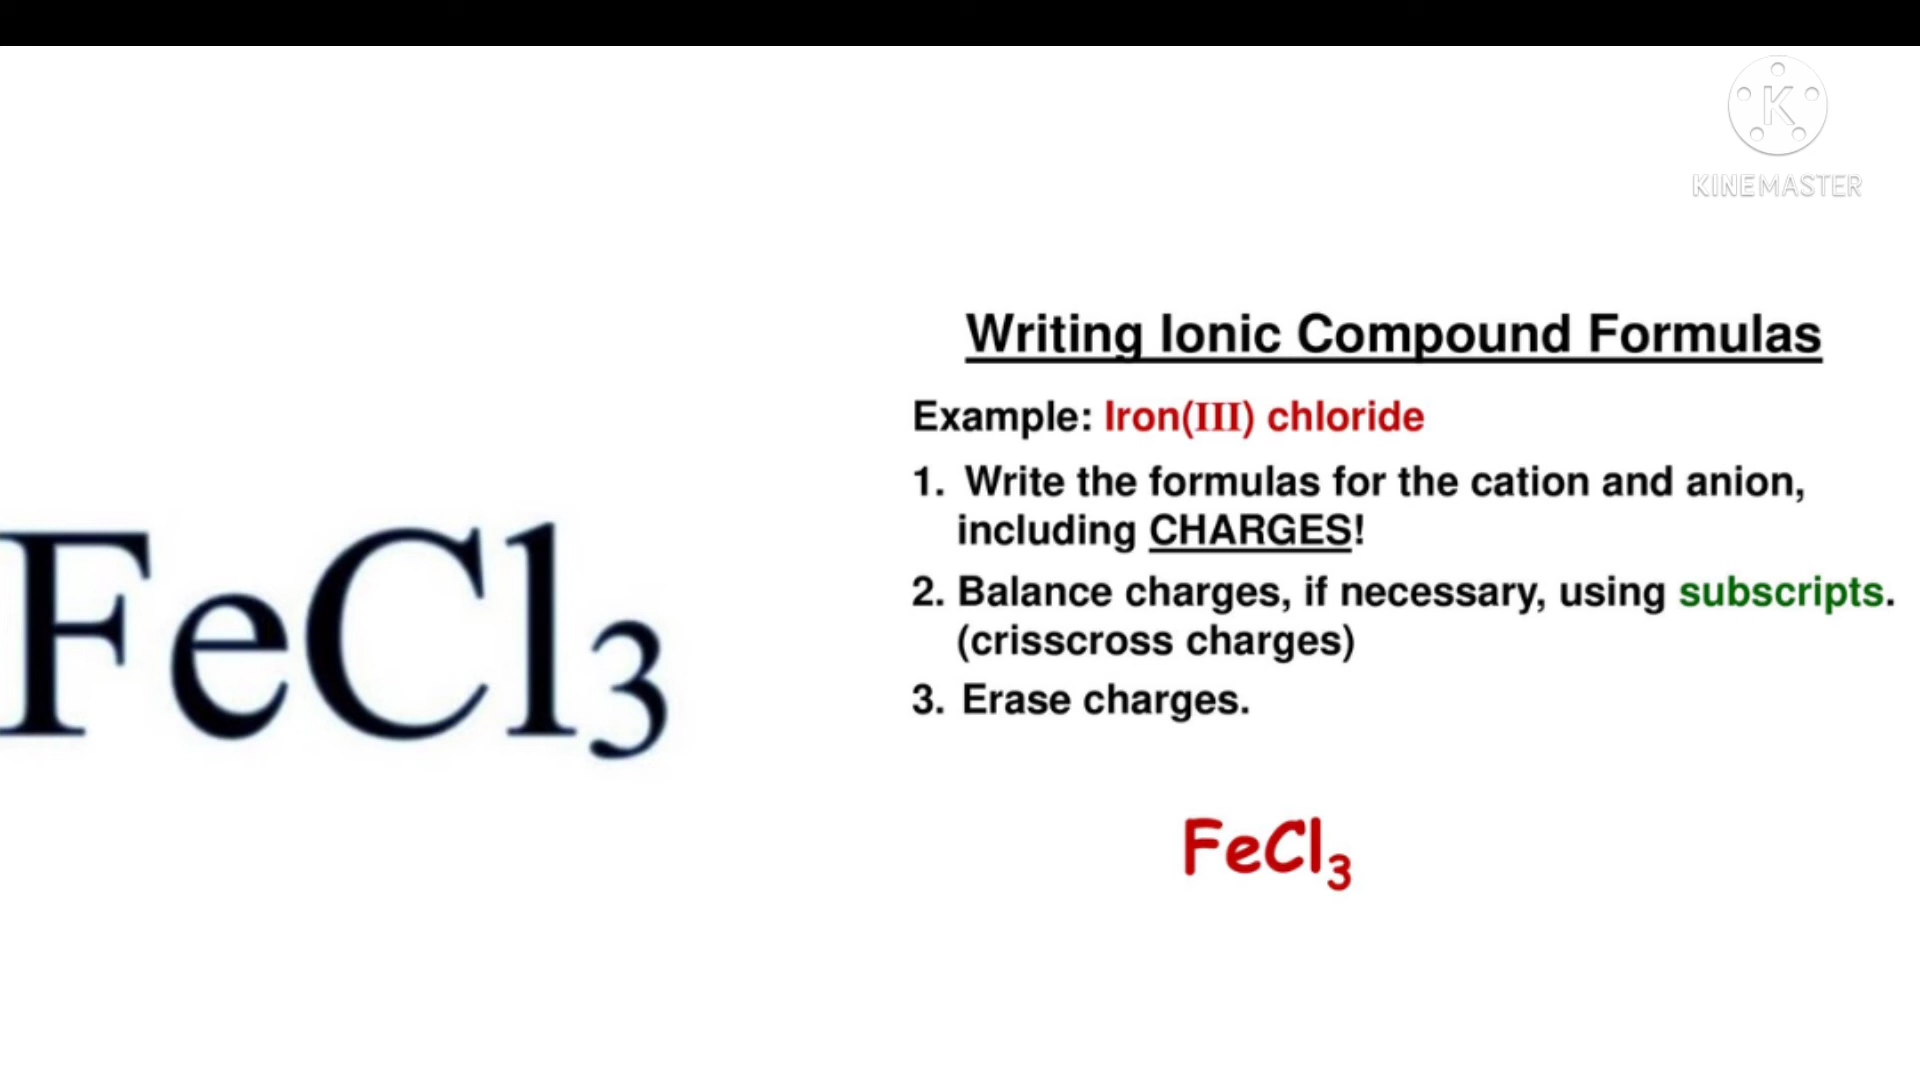 KINEMASTER
Writing Ionic Compound Formulas
Example: Iron(III) chloride
1. Write the formulas for the cation and anion,
including CHARGES!
2. Balance charges, if necessary, using subscripts.
(crisscross charges)
3. Erase charges.
FeCl₃
FeCl₃